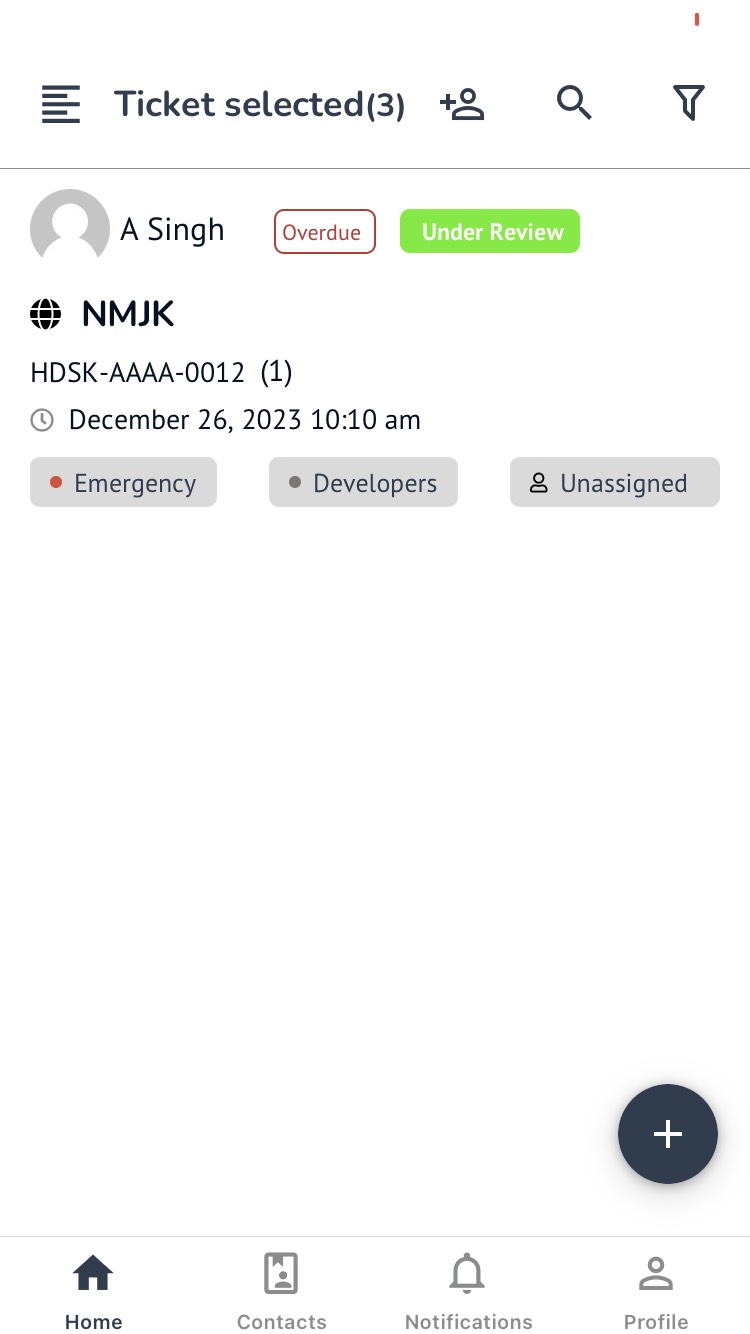 Ticket selected(3)
A Singh Overdue Under Review
NMJK
HDSK-AAAA-0012 (1)
December 26, 2023 10:10 am
Emergency Developers Unassigned
Home Contacts Notifications Profile